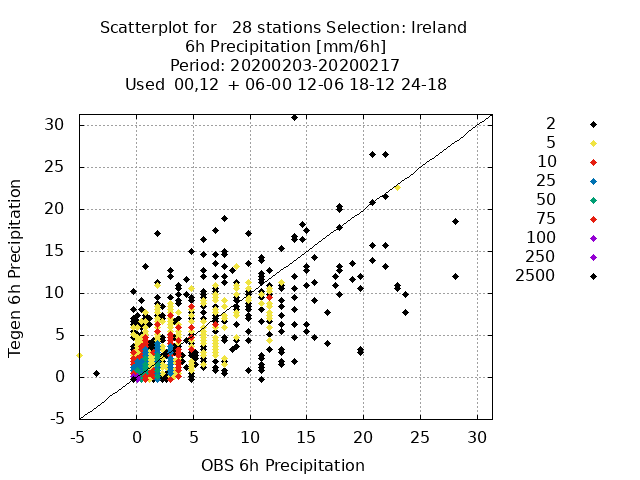 Scatterplot for   28 stations Selection: Ireland
6h Precipitation [mm/6h]
Period: 20200203-20200217
Used  00,12  + 06-00 12-06 18-12 24-18
2
5
10
25
50
75
100
250
2500
30
25
20
15
10
5
0
-5
-5 0 5 10 15 20 25 30
Tegen 6h Precipitation
OBS 6h Precipitation